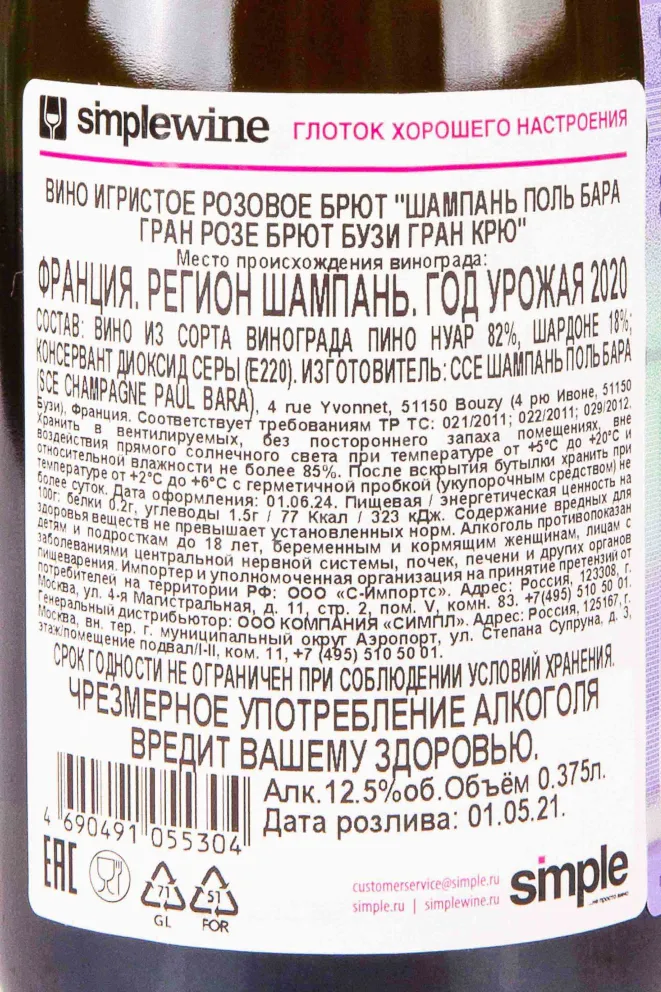 simplewine ГЛОТОК ХОРОШЕГО НАСТРОЕНИЯ
ВИНО ИГРИСТОЕ РОЗОВОЕ БРЮТ "ШАМПАНЬ ПОЛЬ БАРА
ГРАН РОЗЕ БРЮТ БУЗИ ГРАН КРЮ"
Место происхождения винограда:
ФРАНЦИЯ. РЕГИОН ШАМПАНЬ. ГОД УРОЖАЯ 2020
СОСТАВ: ВИНО ИЗ СОРТА ВИНОГРАДА ПИНО НУАР 82%, ШАРДОНЕ 18%;
КОНСЕРВАНТ ДИОКСИД СЕРЫ (Е220). ИЗГОТОВИТЕЛЬ: ССЕ ШАМПАНЬ ПОЛЬ БАРА
(SCE CHAMPAGNE PAUL BARA), 4 rue Yvonnet, 51150 Bouzy (4 рю Ивоне, 51150
Бузи), Франция. Соответствует требованиям ТР ТС: 021/2011; 022/2011; 029/2012.
Хранить в вентилируемых, без постороннего запаха помещениях, вне
воздействия прямого солнечного света при температуре от +5°С до +20°С и
относительной влажности не более 85%. После вскрытия бутылки хранить при
температуре от +2°С до +6°С с герметичной пробкой (укупорочным средством) не
более суток. Дата оформления: 01.06.24. Пищевая / энергетическая ценность на
100г: белки 0.2г, углеводы 1.5г / 77 Ккал / 323 кДж. Содержание вредных для
здоровья веществ не превышает установленных норм. Алкоголь противопоказан
детям и подросткам до 18 лет, беременным и кормящим женщинам, лицам с
заболеваниями центральной нервной системы, почек, печени и других органов
пищеварения. Импортер и уполномоченная организация на принятие претензий от
потребителей на территории РФ: ООО «С-Импортс». Адрес: Россия, 123308, г.
Москва, ул. 4-я Магистральная, д. 11, стр. 2, пом. V, комн. 83. +7(495) 510 50 01.
Генеральный дистрибьютор: ООО КОМПАНИЯ «СИМПЛ». Адрес: Россия, 125167, г.
Москва, вн. тер. г. муниципальный округ Аэропорт, ул. Степана Супруна, д. 3,
этаж/помещение подвал/I-II, ком. 11, +7 (495) 510 50 01.
СРОК ГОДНОСТИ НЕ ОГРАНИЧЕН ПРИ СОБЛЮДЕНИИ УСЛОВИЙ ХРАНЕНИЯ.
ЧРЕЗМЕРНОЕ УПОТРЕБЛЕНИЕ АЛКОГОЛЯ
ВРЕДИТ ВАШЕМУ ЗДОРОВЬЮ.
Алк.12.5%об.Объём 0.375л.
Дата розлива: 01.05.21.
4 690491 055304
EAC
71
GL
51
FOR
customerservice@simple.ru
simple.ru | simplewine.ru
simple
...не просто вино